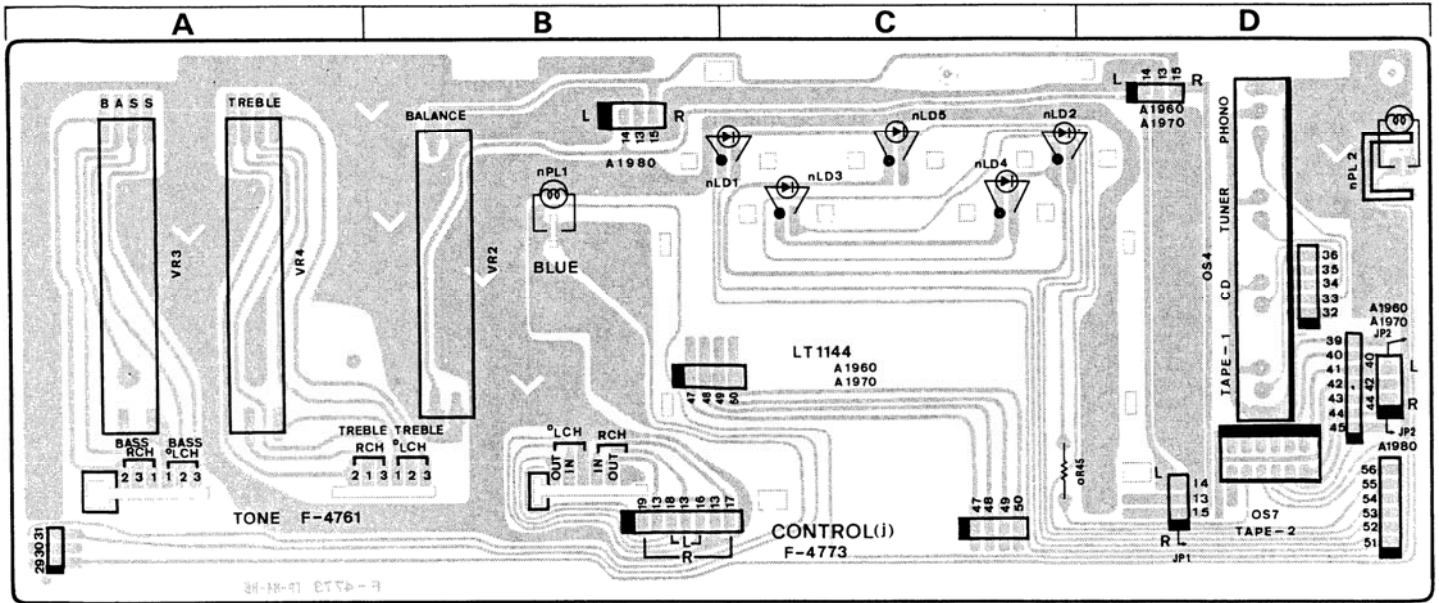 A B C D
BASS
TREBLE
BALANCE
L R
14 13 15
A1980
nPL1
BLUE
nLD1
nLD3
nLD5
nLD4
nLD2
L 14 13 15 R
A1960
A1970
PHONO
TUNER
CD
TAPE-1
OS4
nPL2
VR3
VR4
VR2
36
35
34
33
32
A1960
A1970
JP2
39
40
41
42
43
44
45
40 42 44
L
R
JP2
A1980
LT1144
A1960
A1970
47 48 49 50
BASS
RCH
2 3 1
BASS
°LCH
1 2 3
TREBLE
RCH
2 1 3
TREBLE
°LCH
1 2 3
°LCH
OUT IN
RCH
IN OUT
19 13 18 13 16 13 17
L
R
oR45
47 48 49 50
L
14
13
15
R
JP1
OS7
TAPE-2
56
55
54
53
52
51
TONE F-4761
CONTROL(j)
F-4773
29 30 31